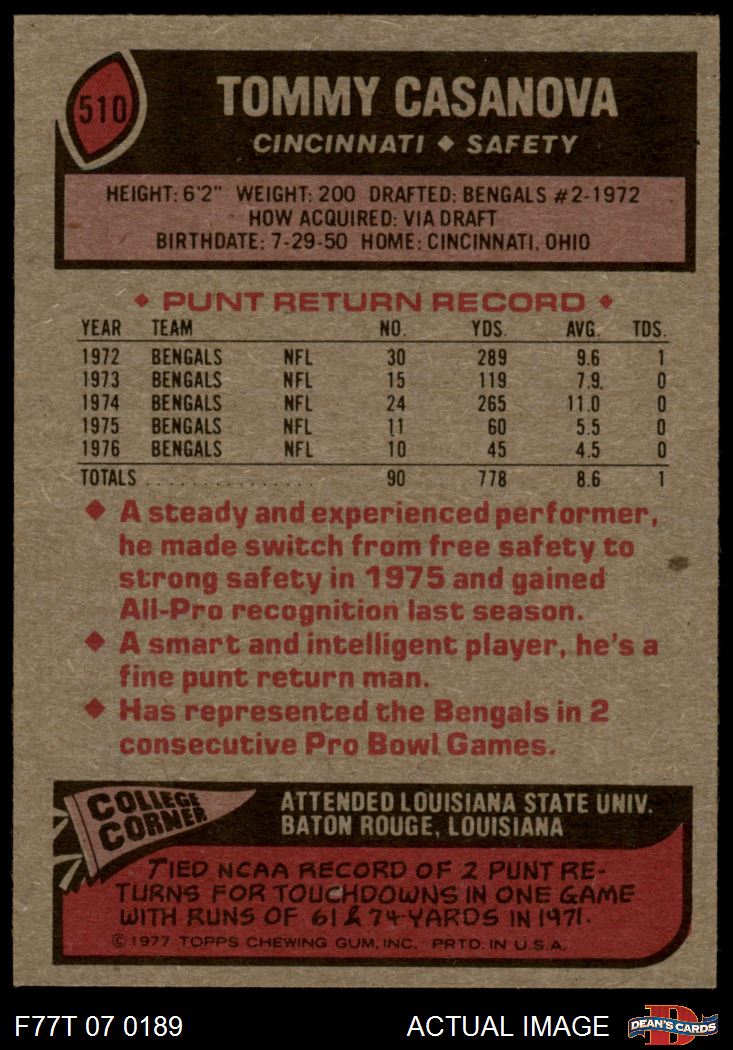 510
TOMMY CASANOVA
CINCINNATI ◆ SAFETY
HEIGHT: 6'2" WEIGHT: 200 DRAFTED: BENGALS #2-1972
HOW ACQUIRED: VIA DRAFT
BIRTHDATE: 7-29-50 HOME: CINCINNATI, OHIO
◆ PUNT RETURN RECORD ◆
YEAR TEAM NO. YDS. AVG. TDS.
1972 BENGALS NFL 30 289 9.6 1
1973 BENGALS NFL 15 119 7.9 0
1974 BENGALS NFL 24 265 11.0 0
1975 BENGALS NFL 11 60 5.5 0
1976 BENGALS NFL 10 45 4.5 0
TOTALS . . . . . . . . . . . . . . . . 90 778 8.6 1
◆ A steady and experienced performer,
he made switch from free safety to
strong safety in 1975 and gained
All-Pro recognition last season.
◆ A smart and intelligent player, he's a
fine punt return man.
◆ Has represented the Bengals in 2
consecutive Pro Bowl Games.
COLLEGE
CORNER
ATTENDED LOUISIANA STATE UNIV.
BATON ROUGE, LOUISIANA
TIED NCAA RECORD OF 2 PUNT RE-
TURNS FOR TOUCHDOWNS IN ONE GAME
WITH RUNS OF 61 & 74-YARDS IN 1971.
© 1977 TOPPS CHEWING GUM, INC. PRTD. IN U.S.A.
F77T 07 0189
ACTUAL IMAGE
D
DEAN'S CARDS